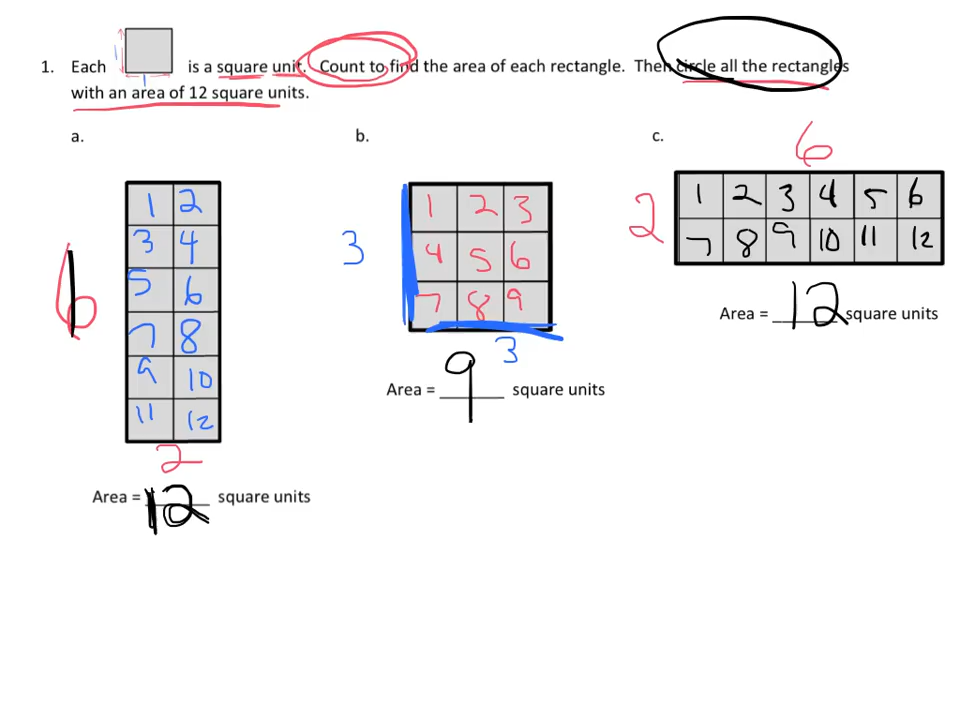 1
1. Each is a square unit. Count to find the area of each rectangle. Then circle all the rectangles
1
with an area of 12 square units.
a. b. c.
6
1 2
3 4
5 6
7 8
9 10
11 12
6
2
Area = 12 square units
3
1 2 3
4 5 6
7 8 9
3
Area = 9 square units
2
1 2 3 4 5 6
7 8 9 10 11 12
Area = 12 square units